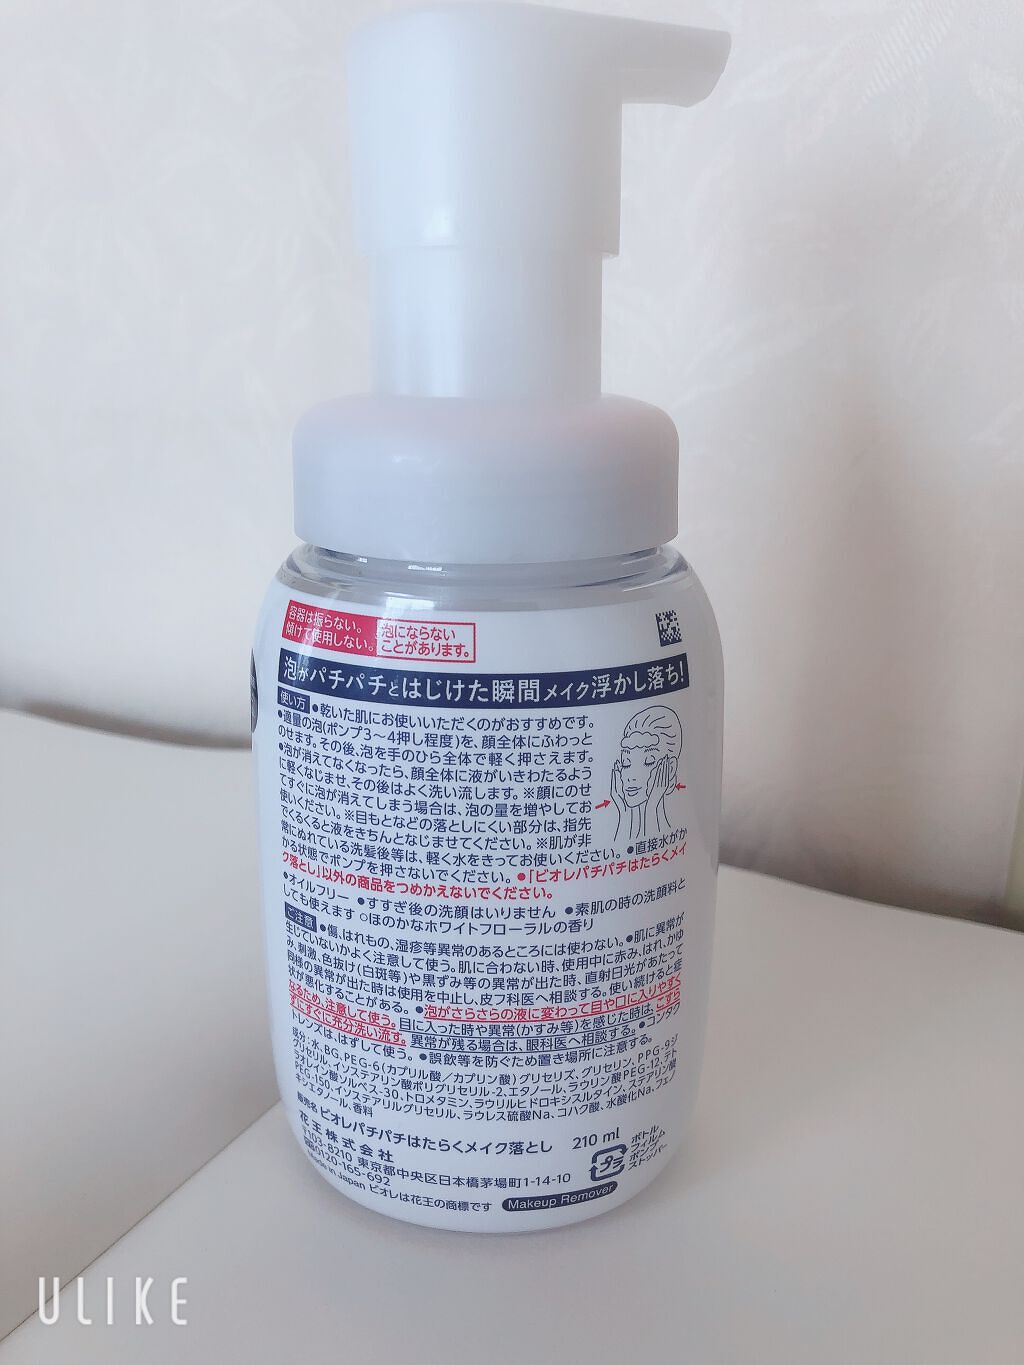 容器は振らない。
傾けて使用しない。
泡にならない
ことがあります。
泡がパチパチとはじけた瞬間メイク浮かし落ち!
使い方 ●乾いた肌にお使いいただくのがおすすめです。
●適量の泡(ポンプ3〜4押し程度)を、顔全体にふわっと
のせます。その後、泡を手のひら全体で軽く押さえます。
●泡が消えてなくなったら、顔全体に液がいきわたるよう
に軽くなじませ、その後はよく洗い流します。※顔にのせ
てすぐに泡が消えてしまう場合は、泡の量を増やしてお
使いください。※目もとなどの落としにくい部分は、指先
でくるくると液をきちんとなじませてください。※肌が非
常にぬれている洗髪後等は、軽く水をきってお使いください。●直接水がか
かる状態でポンプを押さないでください。●「ビオレパチパチはたらくメイ
ク落とし」以外の商品をつめかえないでください。
●オイルフリー ●すすぎ後の洗顔はいりません ●素肌の時の洗顔料と
しても使えます ○ほのかなホワイトフローラルの香り
ご注意 ●傷、はれもの、湿疹等異常のあるところには使わない。●肌に異常が
生じていないかよく注意して使う。肌に合わない時、使用中に赤み、はれ、かゆ
み、刺激、色抜け(白斑等)や黒ずみ等の異常が出た時、直射日光があたって
同様の異常が出た時は使用を中止し、皮フ科医へ相談する。使い続けると症
状が悪化することがある。●泡がさらさらの液に変わって目や口に入りやすく
なるため、注意して使う。目に入った時や異常(かすみ等)を感じた時は、こすら
ずにすぐに充分洗い流す。異常が残る場合は、眼科医へ相談する。●コンタク
トレンズは、はずして使う。●誤飲等を防ぐため置き場所に注意する。
成分:水、BG、PEG-6(カプリル酸/カプリン酸)グリセリズ、グリセリン、PPG-9ジ
グリセリル、イソステアリン酸ポリグリセリル-2、エタノール、ラウリン酸PEG-12、テト
ラオレイン酸ソルベス-30、トロメタミン、ラウリルヒドロキシスルタイン、ステアリン酸
PEG-150、イソステアリルグリセリル、ラウレス硫酸Na、コハク酸、水酸化Na、フェノ
キシエタノール、香料
販売名 ビオレパチパチはたらくメイク落とし 210 ml
花王株式会社
〒103-8210 東京都中央区日本橋茅場町1-14-10
0120-165-692
Made in Japan ビオレは花王の商標です Makeup Remover
プラ
ボトル
フィルム
ポンプ
ストッパー
ULIKE